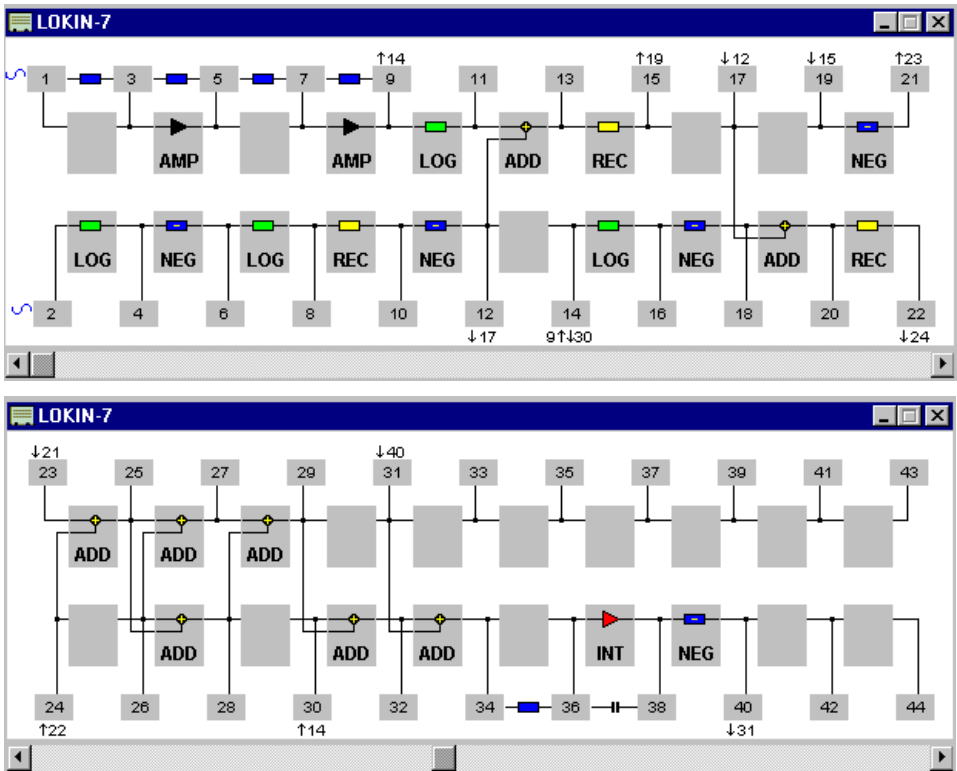 LOKIN-7
↑14 ↑19 ↓12 ↓15 ↑23
1 3 5 7 9 11 13 15 17 19 21
AMP AMP LOG ADD REC NEG
LOG NEG LOG REC NEG LOG NEG ADD REC
2 4 6 8 10 12 14 16 18 20 22
↓17 9↑↓30 ↓24
LOKIN-7
↓21 ↓40
23 25 27 29 31 33 35 37 39 41 43
ADD ADD ADD
ADD ADD ADD INT NEG
24 26 28 30 32 34 36 38 40 42 44
↑22 ↑14 ↓31